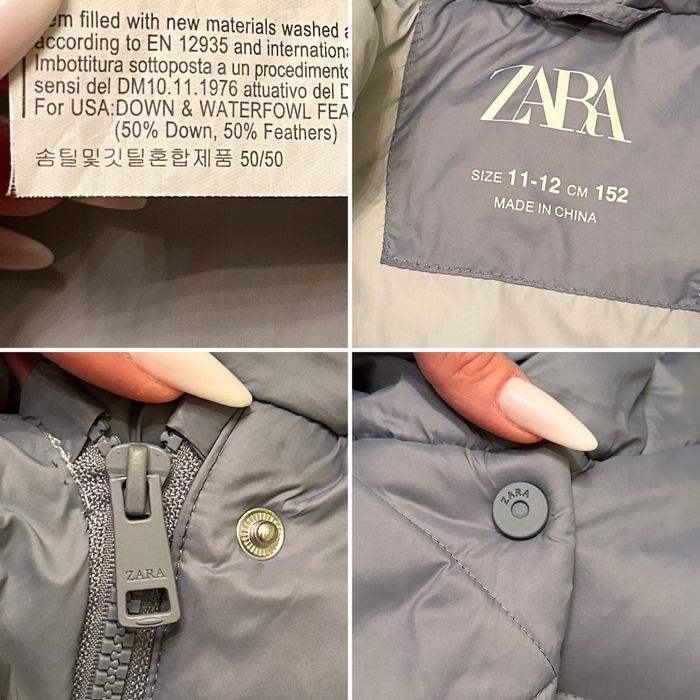 em filled with new materials washed
according to EN 12935 and internationa
Imbottitura sottoposta a un procedimento
sensi del DM10.11.1976 attuativo del D
For USA:DOWN & WATERFOWL FEA
(50% Down, 50% Feathers)
솜털및깃털혼합제품 50/50
ZARA
SIZE 11-12 CM 152
MADE IN CHINA
ZARA
ZARA